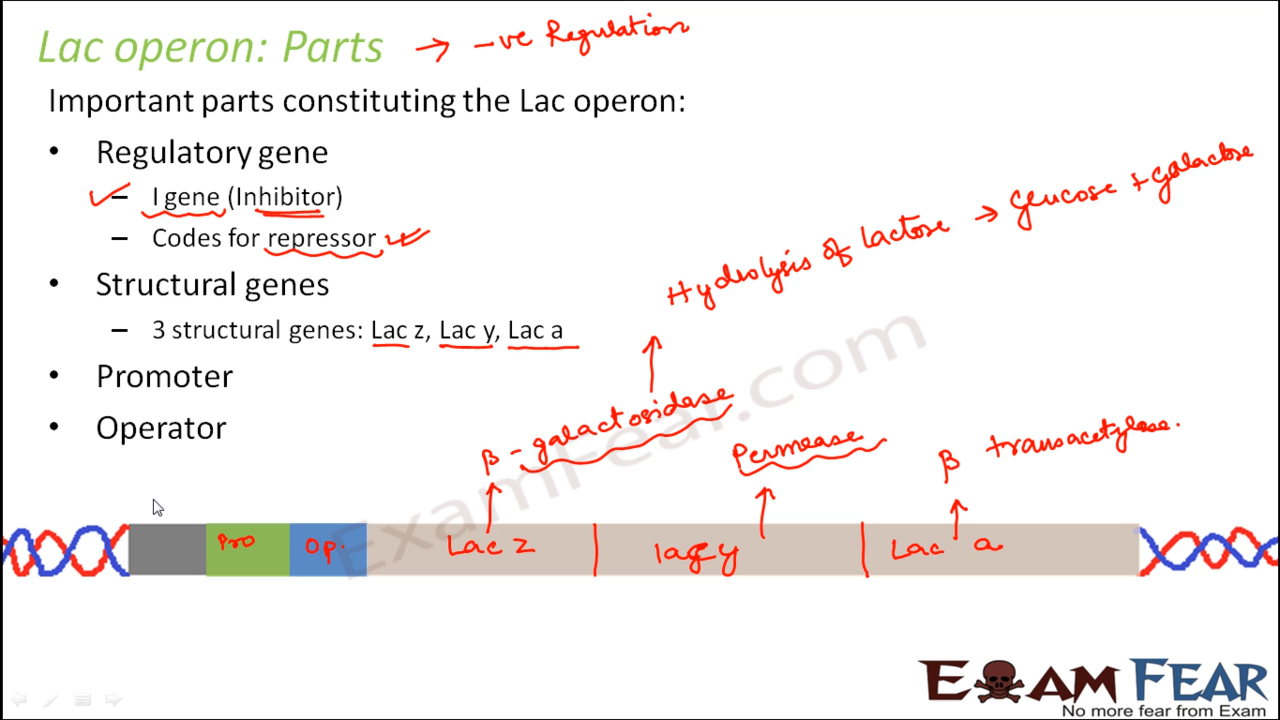 Lac operon: Parts → -ve Regulation
Important parts constituting the Lac operon:
• Regulatory gene
– I gene (Inhibitor)
– Codes for repressor
• Structural genes
– 3 structural genes: Lac z, Lac y, Lac a
• Promoter
• Operator
Hydrolysis of Lactose → Glucose + galactose
β - galactosidase
Permease
β transacetylase.
Pro
Op.
Lac z
lac y
Lac a
ExamFear.com
EXAM FEAR
No more fear from Exam